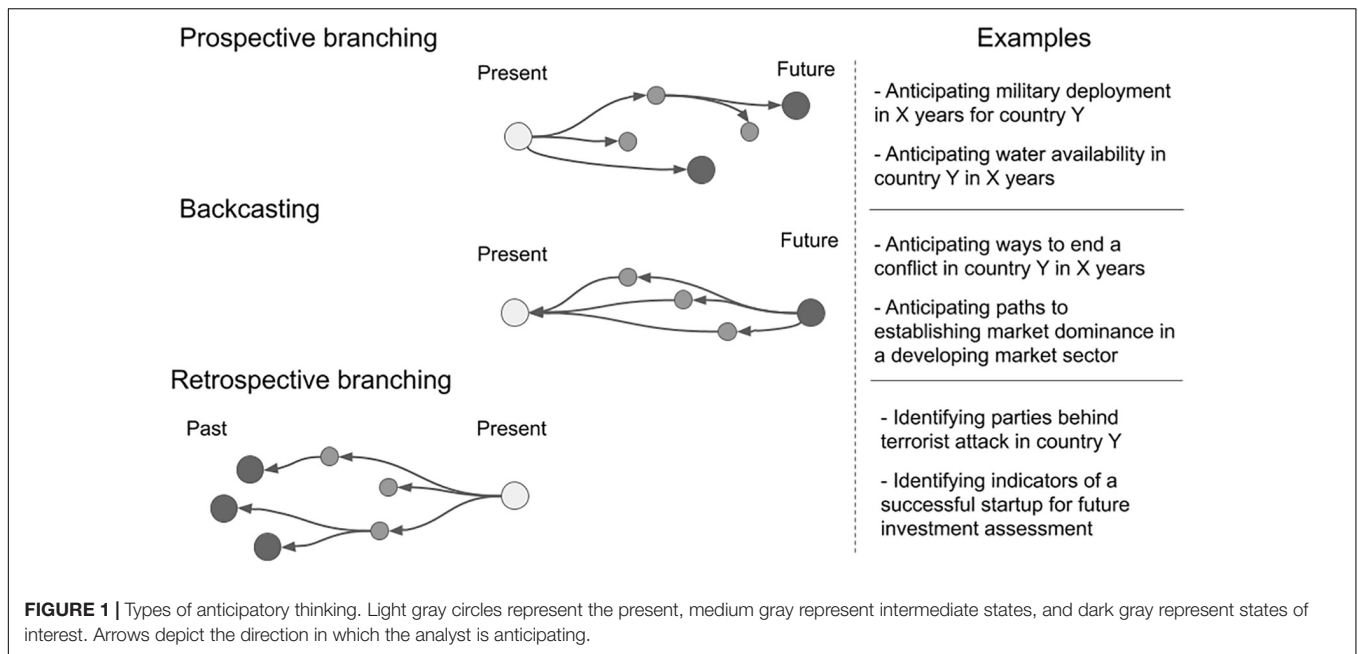 Prospective branching
Present
Future
Examples
- Anticipating military deployment
in X years for country Y
- Anticipating water availability in
country Y in X years
Backcasting
Present
Future
- Anticipating ways to end a
conflict in country Y in X years
- Anticipating paths to
establishing market dominance in
a developing market sector
Retrospective branching
Past
Present
- Identifying parties behind
terrorist attack in country Y
- Identifying indicators of a
successful startup for future
investment assessment
FIGURE 1 | Types of anticipatory thinking. Light gray circles represent the present, medium gray represent intermediate states, and dark gray represent states of
interest. Arrows depict the direction in which the analyst is anticipating.